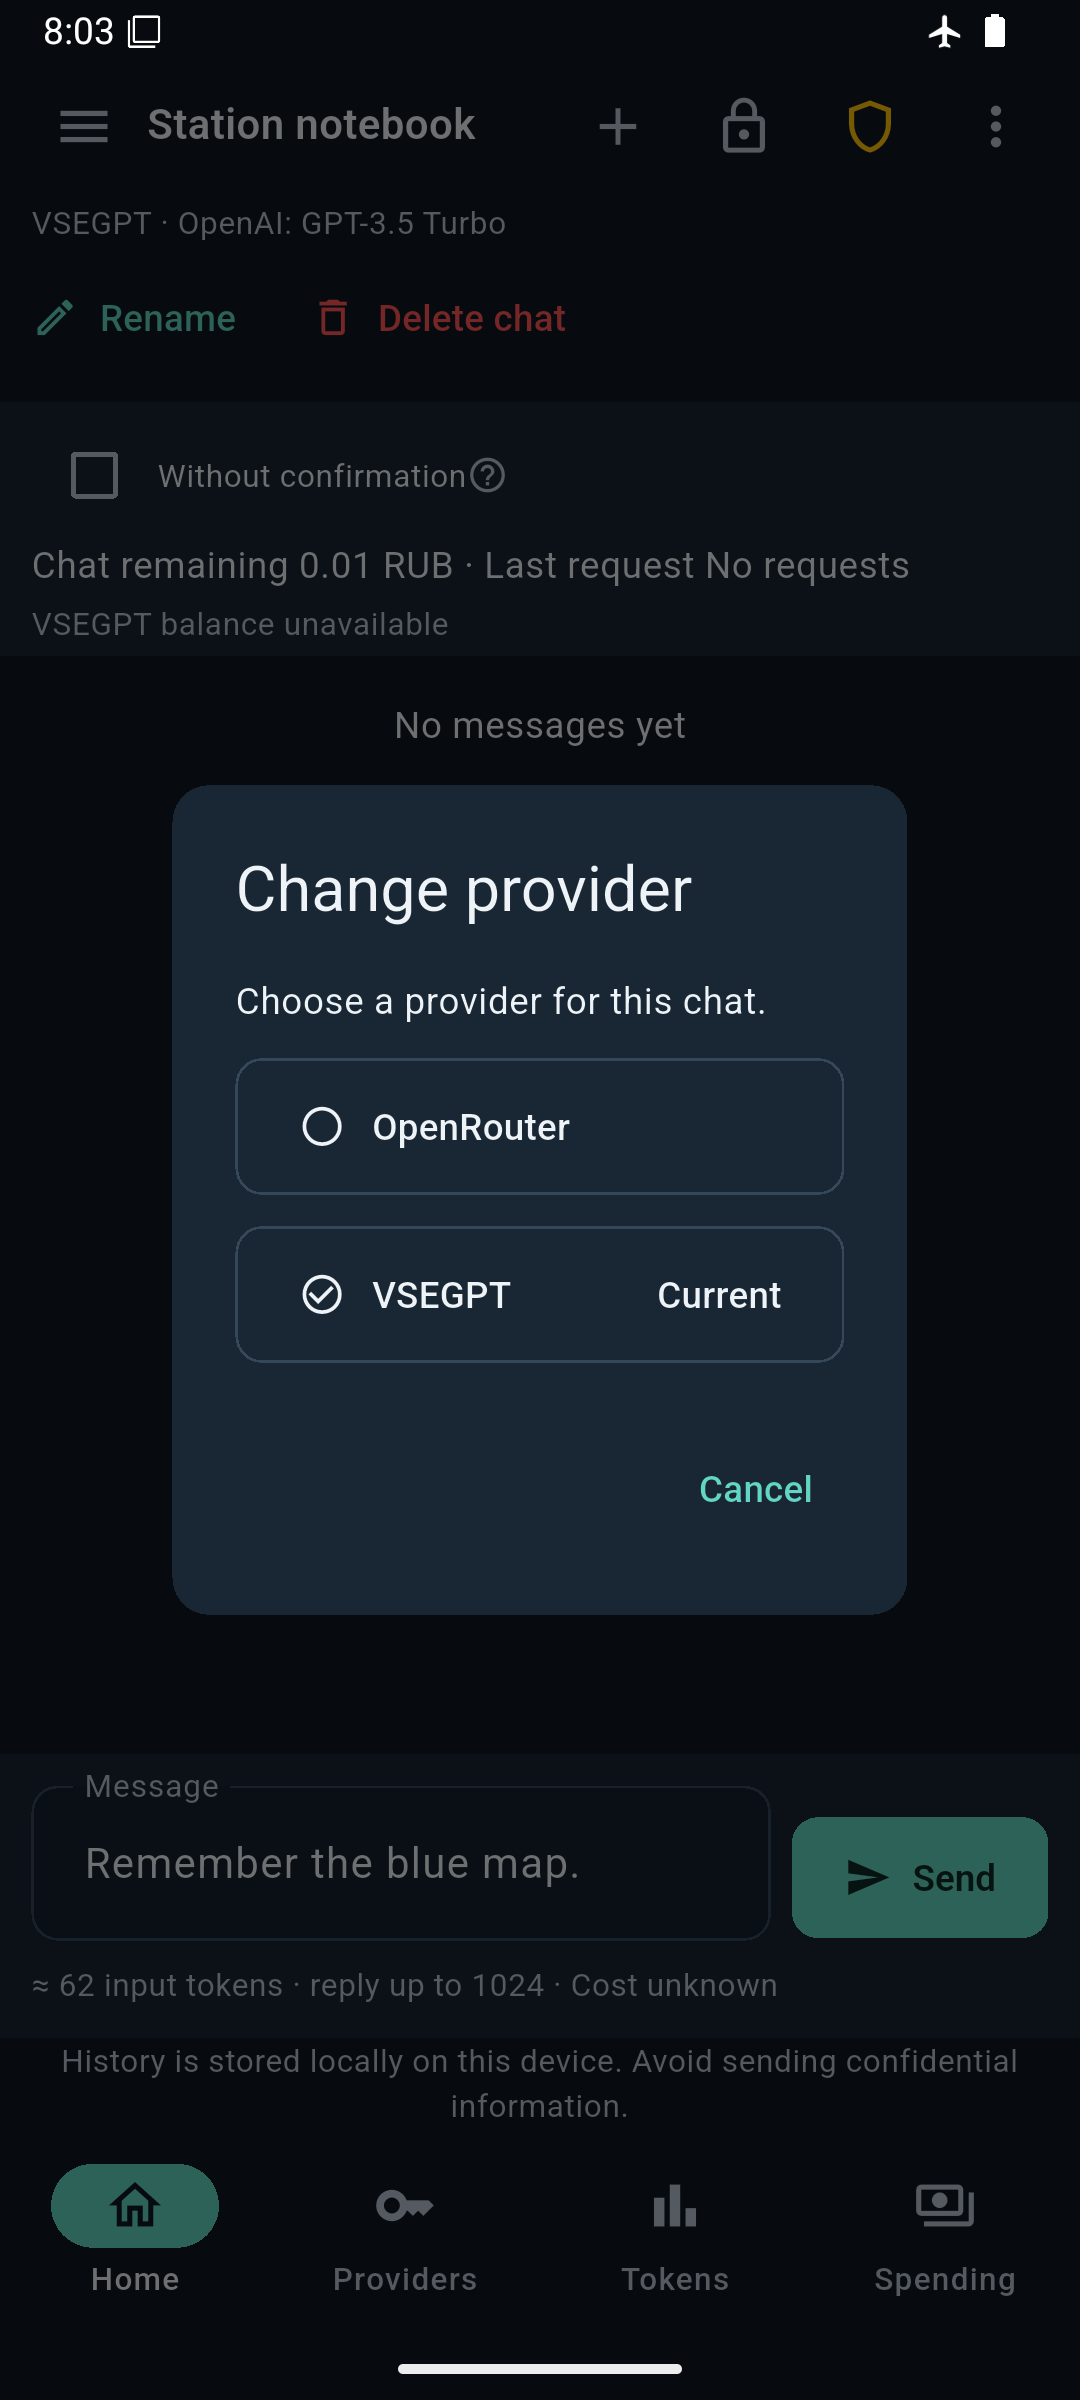 8:03
Station notebook
VSEGPT · OpenAI: GPT-3.5 Turbo
Rename
Delete chat
Without confirmation
Chat remaining 0.01 RUB · Last request No requests
VSEGPT balance unavailable
No messages yet
Change provider
Choose a provider for this chat.
OpenRouter
VSEGPT Current
Cancel
Message
Remember the blue map.
Send
≈ 62 input tokens · reply up to 1024 · Cost unknown
History is stored locally on this device. Avoid sending confidential
information.
Home Providers Tokens Spending